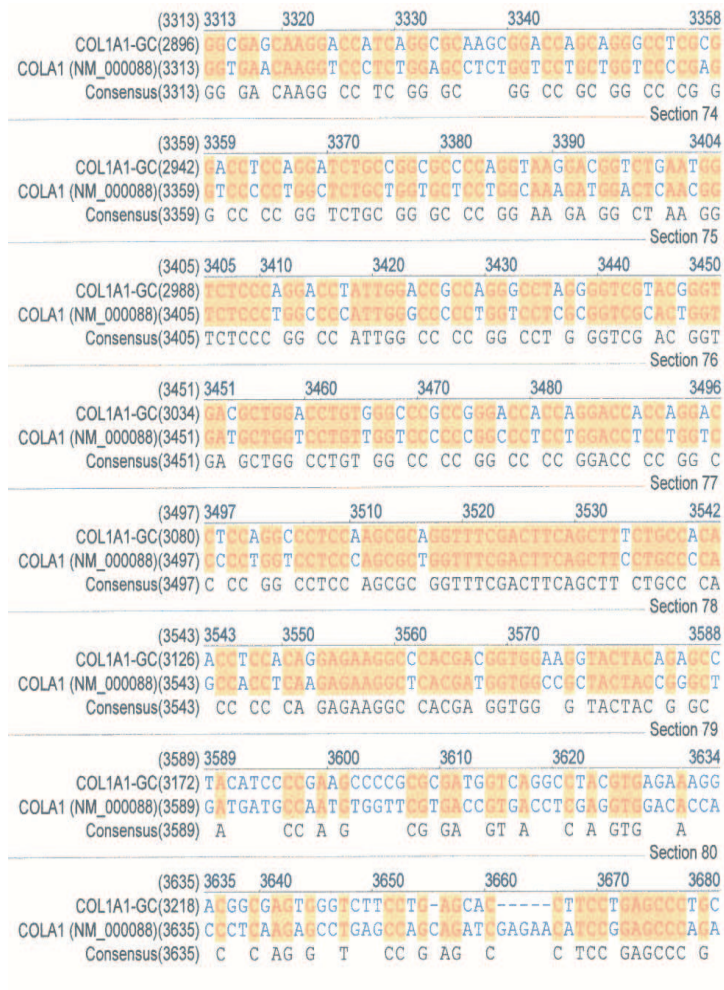 (3313) 3313 3320 3330 3340 3358
COL1A1-GC(2896) GGCGAGCAAGGACCATCAGGCGCAAGCGGACCAGCAGGGCCTCGCG
COLA1 (NM_000088)(3313) GGTGAACAAGGTCCCTCTGGAGCCTCTGGTCCTGCTGGTCCCCGAG
Consensus(3313) GG GA CAAGG CC TC GG GC    GG CC GC GG CC CG G
Section 74
(3359) 3359 3370 3380 3390 3404
COL1A1-GC(2942) GACCTCCAGGATCTGCCGGCGCCCCAGGTAAGGACGGTCTGAATGG
COLA1 (NM_000088)(3359) GTCCCCCTGGCTCTGCTGGTGCTCCTGGCAAAGATGGACTCAACGG
Consensus(3359) G CC CC GG TCTGC GG GC CC GG AA GA GG CT AA GG
Section 75
(3405) 3405 3410 3420 3430 3440 3450
COL1A1-GC(2988) TCTCCCAGGACCTATTGGACCGCCAGGGCCTAGGGGTCGTACGGGT
COLA1 (NM_000088)(3405) TCTCCCTGGCCCCATTGGGCCCCCTGGTCCTCGCGGTCGCACTGGT
Consensus(3405) TCTCCC GG CC ATTGG CC CC GG CCT G GGTCG AC GGT
Section 76
(3451) 3451 3460 3470 3480 3496
COL1A1-GC(3034) GACGCTGGACCTGTGGGCCCGCCGGGACCACCAGGACCACCAGGAC
COLA1 (NM_000088)(3451) GATGCTGGTCCTGTTGGTCCCCCCGGCCCTCCTGGACCTCCTGGTC
Consensus(3451) GA GCTGG CCTGT GG CC CC GG CC CC GGACC CC GG C
Section 77
(3497) 3497 3510 3520 3530 3542
COL1A1-GC(3080) CTCCAGGCCCTCCAAGCGCAGGTTTCGACTTCAGCTTTCTGCCACA
COLA1 (NM_000088)(3497) CCCCTGGTCCTCCCAGCGCTGGTTTCGACTTCAGCTTCCTGCCCCA
Consensus(3497) C CC GG CCTCC AGCGC GGTTTCGACTTCAGCTT CTGCC CA
Section 78
(3543) 3543 3550 3560 3570 3588
COL1A1-GC(3126) ACCTCCACAGGAGAAGGCCCACGACGGTGGAAGGTACTACAGAGCC
COLA1 (NM_000088)(3543) GCCACCTCAAGAGAAGGCTCACGATGGTGGCCGCTACTACCGGGCT
Consensus(3543) CC CC CA GAGAAGGC CACGA GGTGG  G TACTAC G GC
Section 79
(3589) 3589 3600 3610 3620 3634
COL1A1-GC(3172) TACATCCCCGAAGCCCCGCGCGATGGTCAGGCCTACGTGAGAAAGG
COLA1 (NM_000088)(3589) GATGATGCCAATGTGGTTCGTGACCGTGACCTCGAGGTGGACACCA
Consensus(3589) A     CC A G     CG GA  GT A  C  A GTG  A
Section 80
(3635) 3635 3640 3650 3660 3670 3680
COL1A1-GC(3218) ACGGCGAGTGGGTCTTCCTG-AGCAC-----CTTCCTGAGCCCTGC
COLA1 (NM_000088)(3635) CCCTCAAGAGCCTGAGCCAGCAGATCGAGAACATCCGGAGCCCAGA
Consensus(3635) C  C AG G  T   CC G AG  C     C TCC GAGCCC G